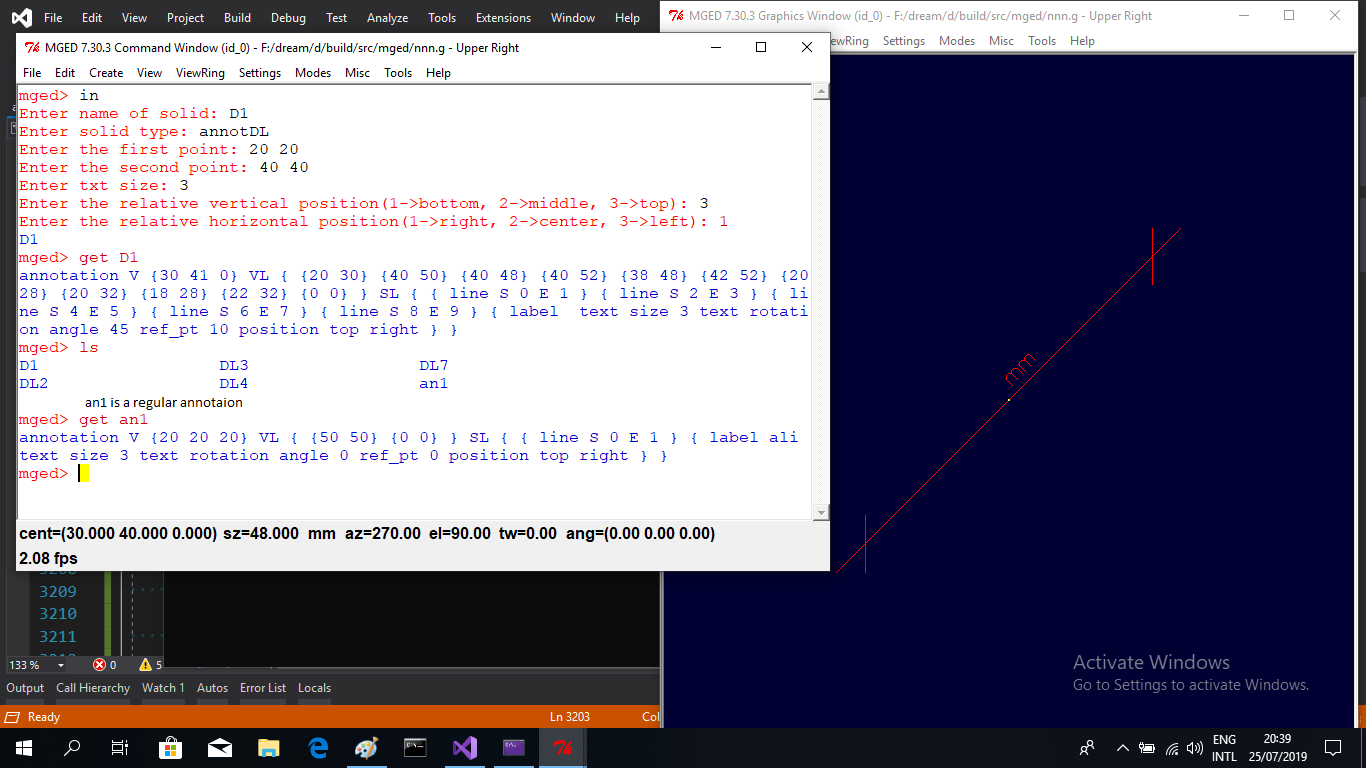 File Edit View Project Build Debug Test Analyze Tools Extensions Window Help
MGED 7.30.3 Graphics Window (id_0) - F:/dream/d/build/src/mged/nnn.g - Upper Right
ewRing Settings Modes Misc Tools Help
MGED 7.30.3 Command Window (id_0) - F:/dream/d/build/src/mged/nnn.g - Upper Right
File Edit Create View ViewRing Settings Modes Misc Tools Help
mged> in
Enter name of solid: D1
Enter solid type: annotDL
Enter the first point: 20 20
Enter the second point: 40 40
Enter txt size: 3
Enter the relative vertical position(1->bottom, 2->middle, 3->top): 3
Enter the relative horizontal position(1->right, 2->center, 3->left): 1
D1
mged> get D1
annotation V {30 41 0} VL { {20 30} {40 50} {40 48} {40 52} {38 48} {42 52} {20
28} {20 32} {18 28} {22 32} {0 0} } SL { { line S 0 E 1 } { line S 2 E 3 } { li
ne S 4 E 5 } { line S 6 E 7 } { line S 8 E 9 } { label  text size 3 text rotati
on angle 45 ref_pt 10 position top right } }
mged> ls
D1 DL3 DL7
DL2 DL4 an1
an1 is a regular annotaion
mged> get an1
annotation V {20 20 20} VL { {50 50} {0 0} } SL { { line S 0 E 1 } { label ali
text size 3 text rotation angle 0 ref_pt 0 position top right } }
mged>
cent=(30.000 40.000 0.000) sz=48.000 mm az=270.00 el=90.00 tw=0.00 ang=(0.00 0.00 0.00)
2.08 fps
mm
3209
3210
3211
133 % 0 5
Output Call Hierarchy Watch 1 Autos Error List Locals
Ready Ln 3203 Col
Activate Windows
Go to Settings to activate Windows.
ENG
INTL
20:39
25/07/2019